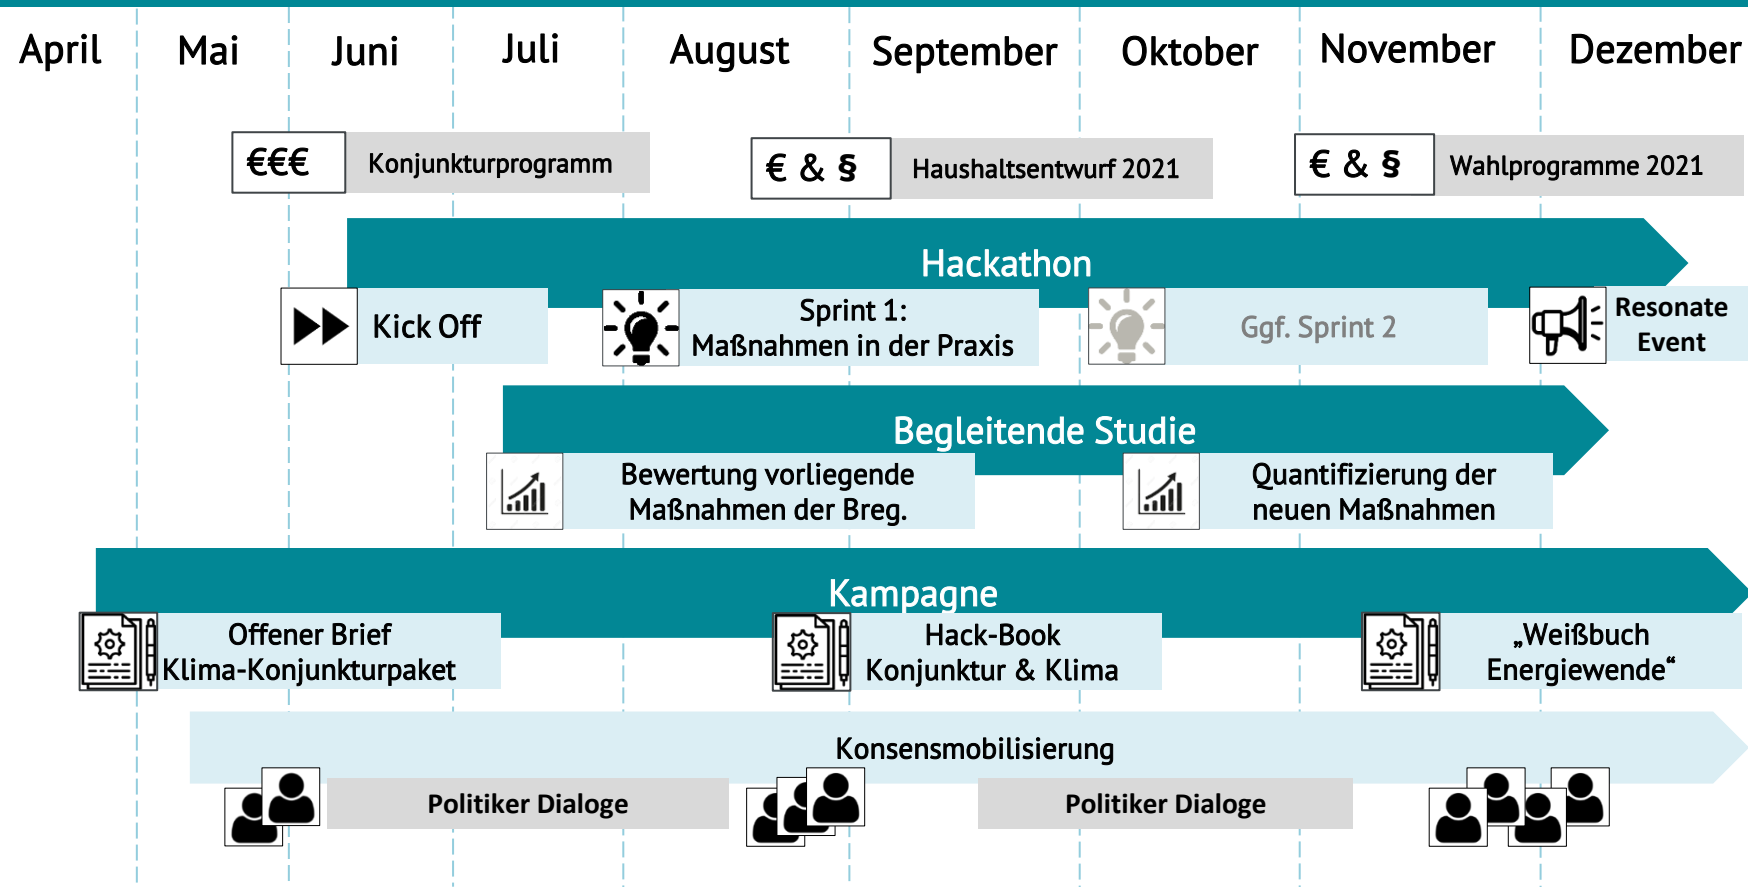 April
Mai
Juni
Juli
August
September
Oktober
November
Dezember
€€€
Konjunkturprogramm
€ & §
Haushaltsentwurf 2021
€ & §
Wahlprogramme 2021
Hackathon
Kick Off
Sprint 1:
Maßnahmen in der Praxis
Ggf. Sprint 2
Resonate
Event
Begleitende Studie
Bewertung vorliegende
Maßnahmen der Breg.
Quantifizierung der
neuen Maßnahmen
Kampagne
Offener Brief
Klima-Konjunkturpaket
Hack-Book
Konjunktur & Klima
„Weißbuch
Energiewende“
Konsensmobilisierung
Politiker Dialoge
Politiker Dialoge